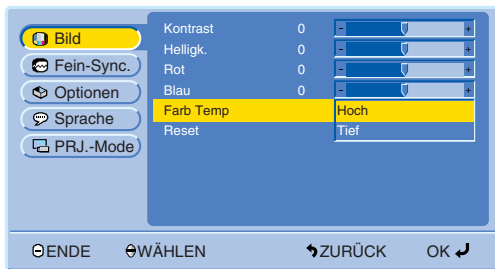 Bild
Fein-Sync.
Optionen
Sprache
PRJ.-Mode
Kontrast 0 - +
Helligk. 0 - +
Rot 0 - +
Blau 0 - +
Farb Temp Hoch
Reset Tief
ENDE WÄHLEN ZURÜCK OK